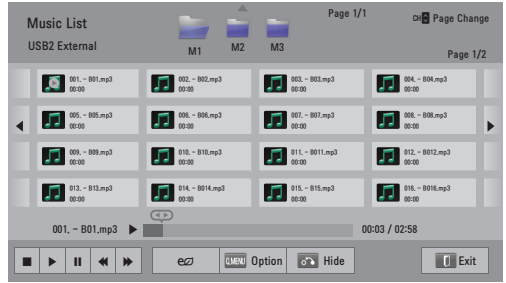 Music List
Page 1/1
CH Page Change
USB2 External
M1
M2
M3
Page 1/2
001. - B01.mp3
00:00
002. - B02.mp3
00:00
003. - B03.mp3
00:00
004. - B04.mp3
00:00
005. - B05.mp3
00:00
006. - B06.mp3
00:00
007. - B07.mp3
00:00
008. - B08.mp3
00:00
009. - B09.mp3
00:00
010. - B10.mp3
00:00
011. - B011.mp3
00:00
012. - B012.mp3
00:00
013. - B13.mp3
00:00
014. - B014.mp3
00:00
015. - B15.mp3
00:00
016. - B016.mp3
00:00
001. - B01.mp3
00:03 / 02:58
Q.MENU Option
Hide
Exit